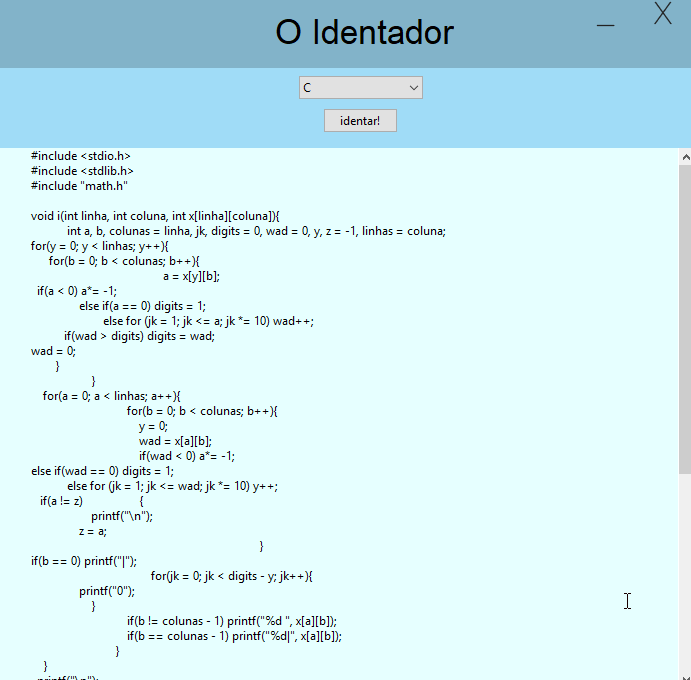 O Identador
C
identar!
#include <stdio.h>
#include <stdlib.h>
#include "math.h"
void i(int linha, int coluna, int x[linha][coluna]){
int a, b, colunas = linha, jk, digits = 0, wad = 0, y, z = -1, linhas = coluna;
for(y = 0; y < linhas; y++){
for(b = 0; b < colunas; b++){
a = x[y][b];
if(a < 0) a*= -1;
else if(a == 0) digits = 1;
else for (jk = 1; jk <= a; jk *= 10) wad++;
if(wad > digits) digits = wad;
wad = 0;
}
}
for(a = 0; a < linhas; a++){
for(b = 0; b < colunas; b++){
y = 0;
wad = x[a][b];
if(wad < 0) a*= -1;
else if(wad == 0) digits = 1;
else for (jk = 1; jk <= wad; jk *= 10) y++;
if(a != z) {
printf("\n");
z = a;
}
if(b == 0) printf("|");
for(jk = 0; jk < digits - y; jk++){
printf("0");
}
if(b != colunas - 1) printf("%d ", x[a][b]);
if(b == colunas - 1) printf("%d|", x[a][b]);
}
}
printf("\n");